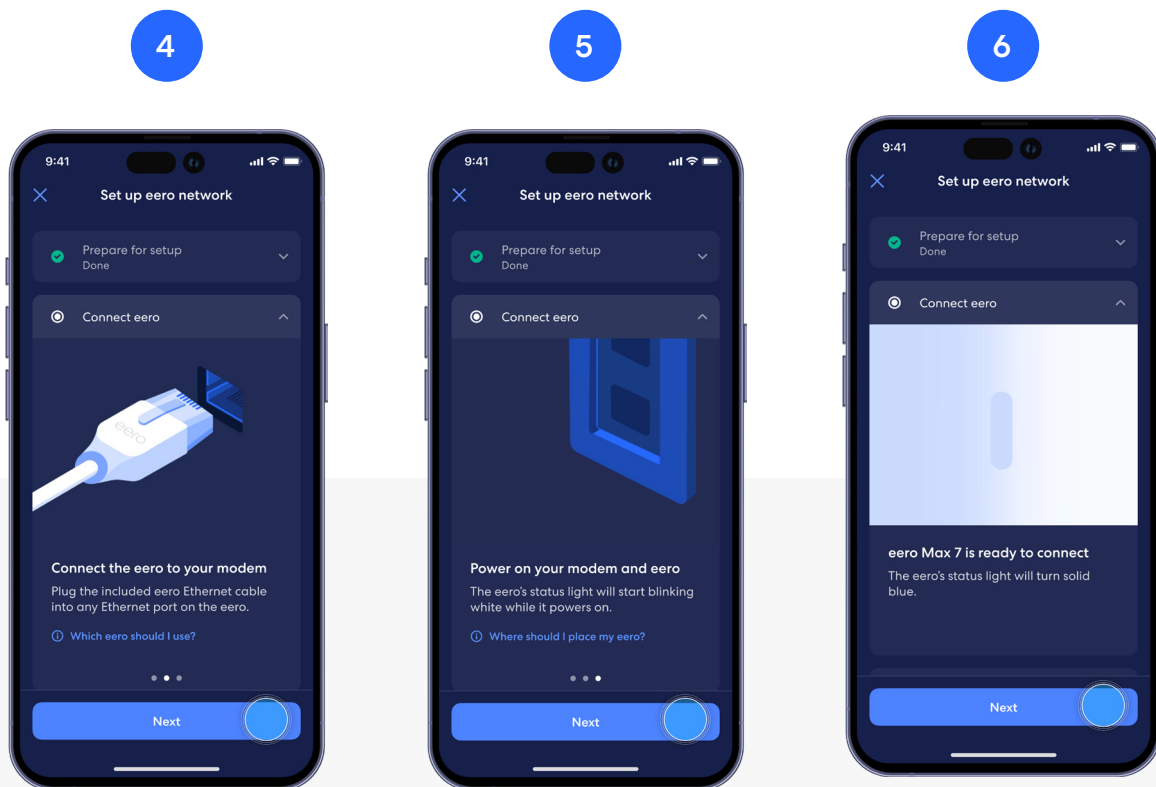 4
5
6
9:41
Set up eero network
Prepare for setup
Done
Connect eero
eero
Connect the eero to your modem
Plug the included eero Ethernet cable
into any Ethernet port on the eero.
Which eero should I use?
Next
9:41
Set up eero network
Prepare for setup
Done
Connect eero
Power on your modem and eero
The eero's status light will start blinking
white while it powers on.
Where should I place my eero?
Next
9:41
Set up eero network
Prepare for setup
Done
Connect eero
eero Max 7 is ready to connect
The eero's status light will turn solid
blue.
Next